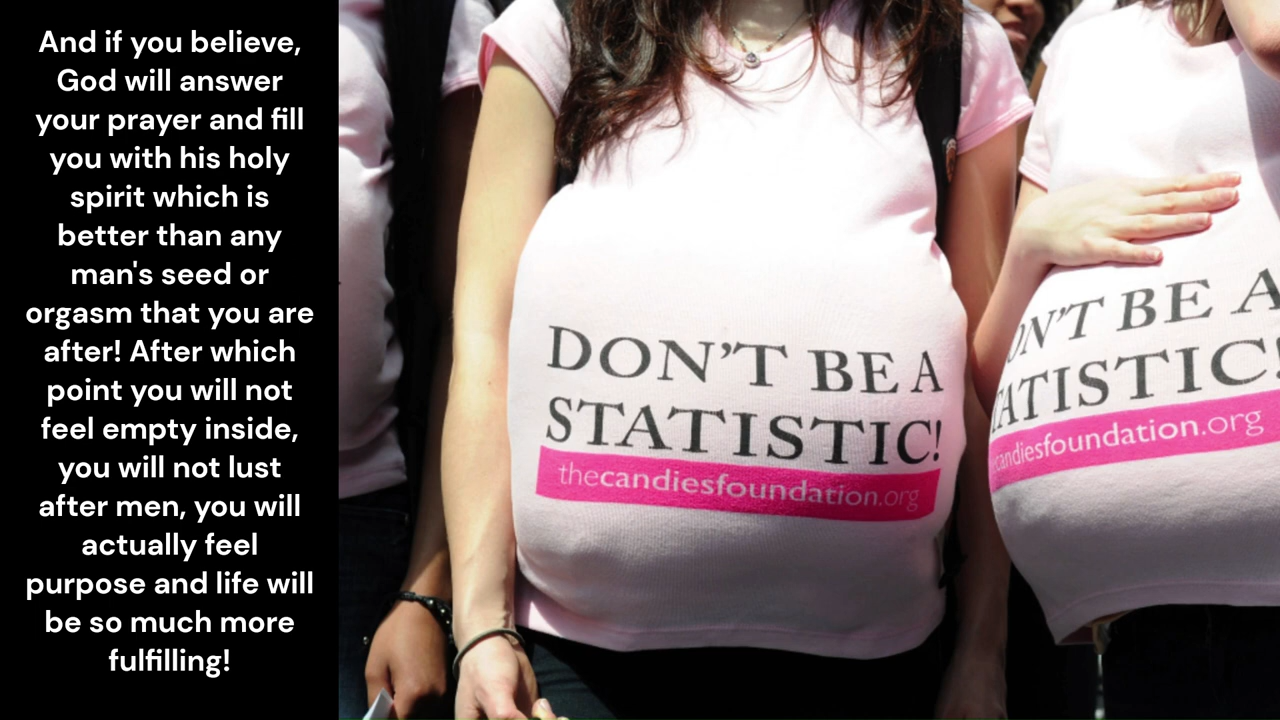 And if you believe,
God will answer
your prayer and fill
you with his holy
spirit which is
better than any
man's seed or
orgasm that you are
after! After which
point you will not
feel empty inside,
you will not lust
after men, you will
actually feel
purpose and life will
be so much more
fulfilling!
DON'T BE A
STATISTIC!
thecandiesfoundation.org
ON'T BE A
TATISTIC!
candiesfoundation.org